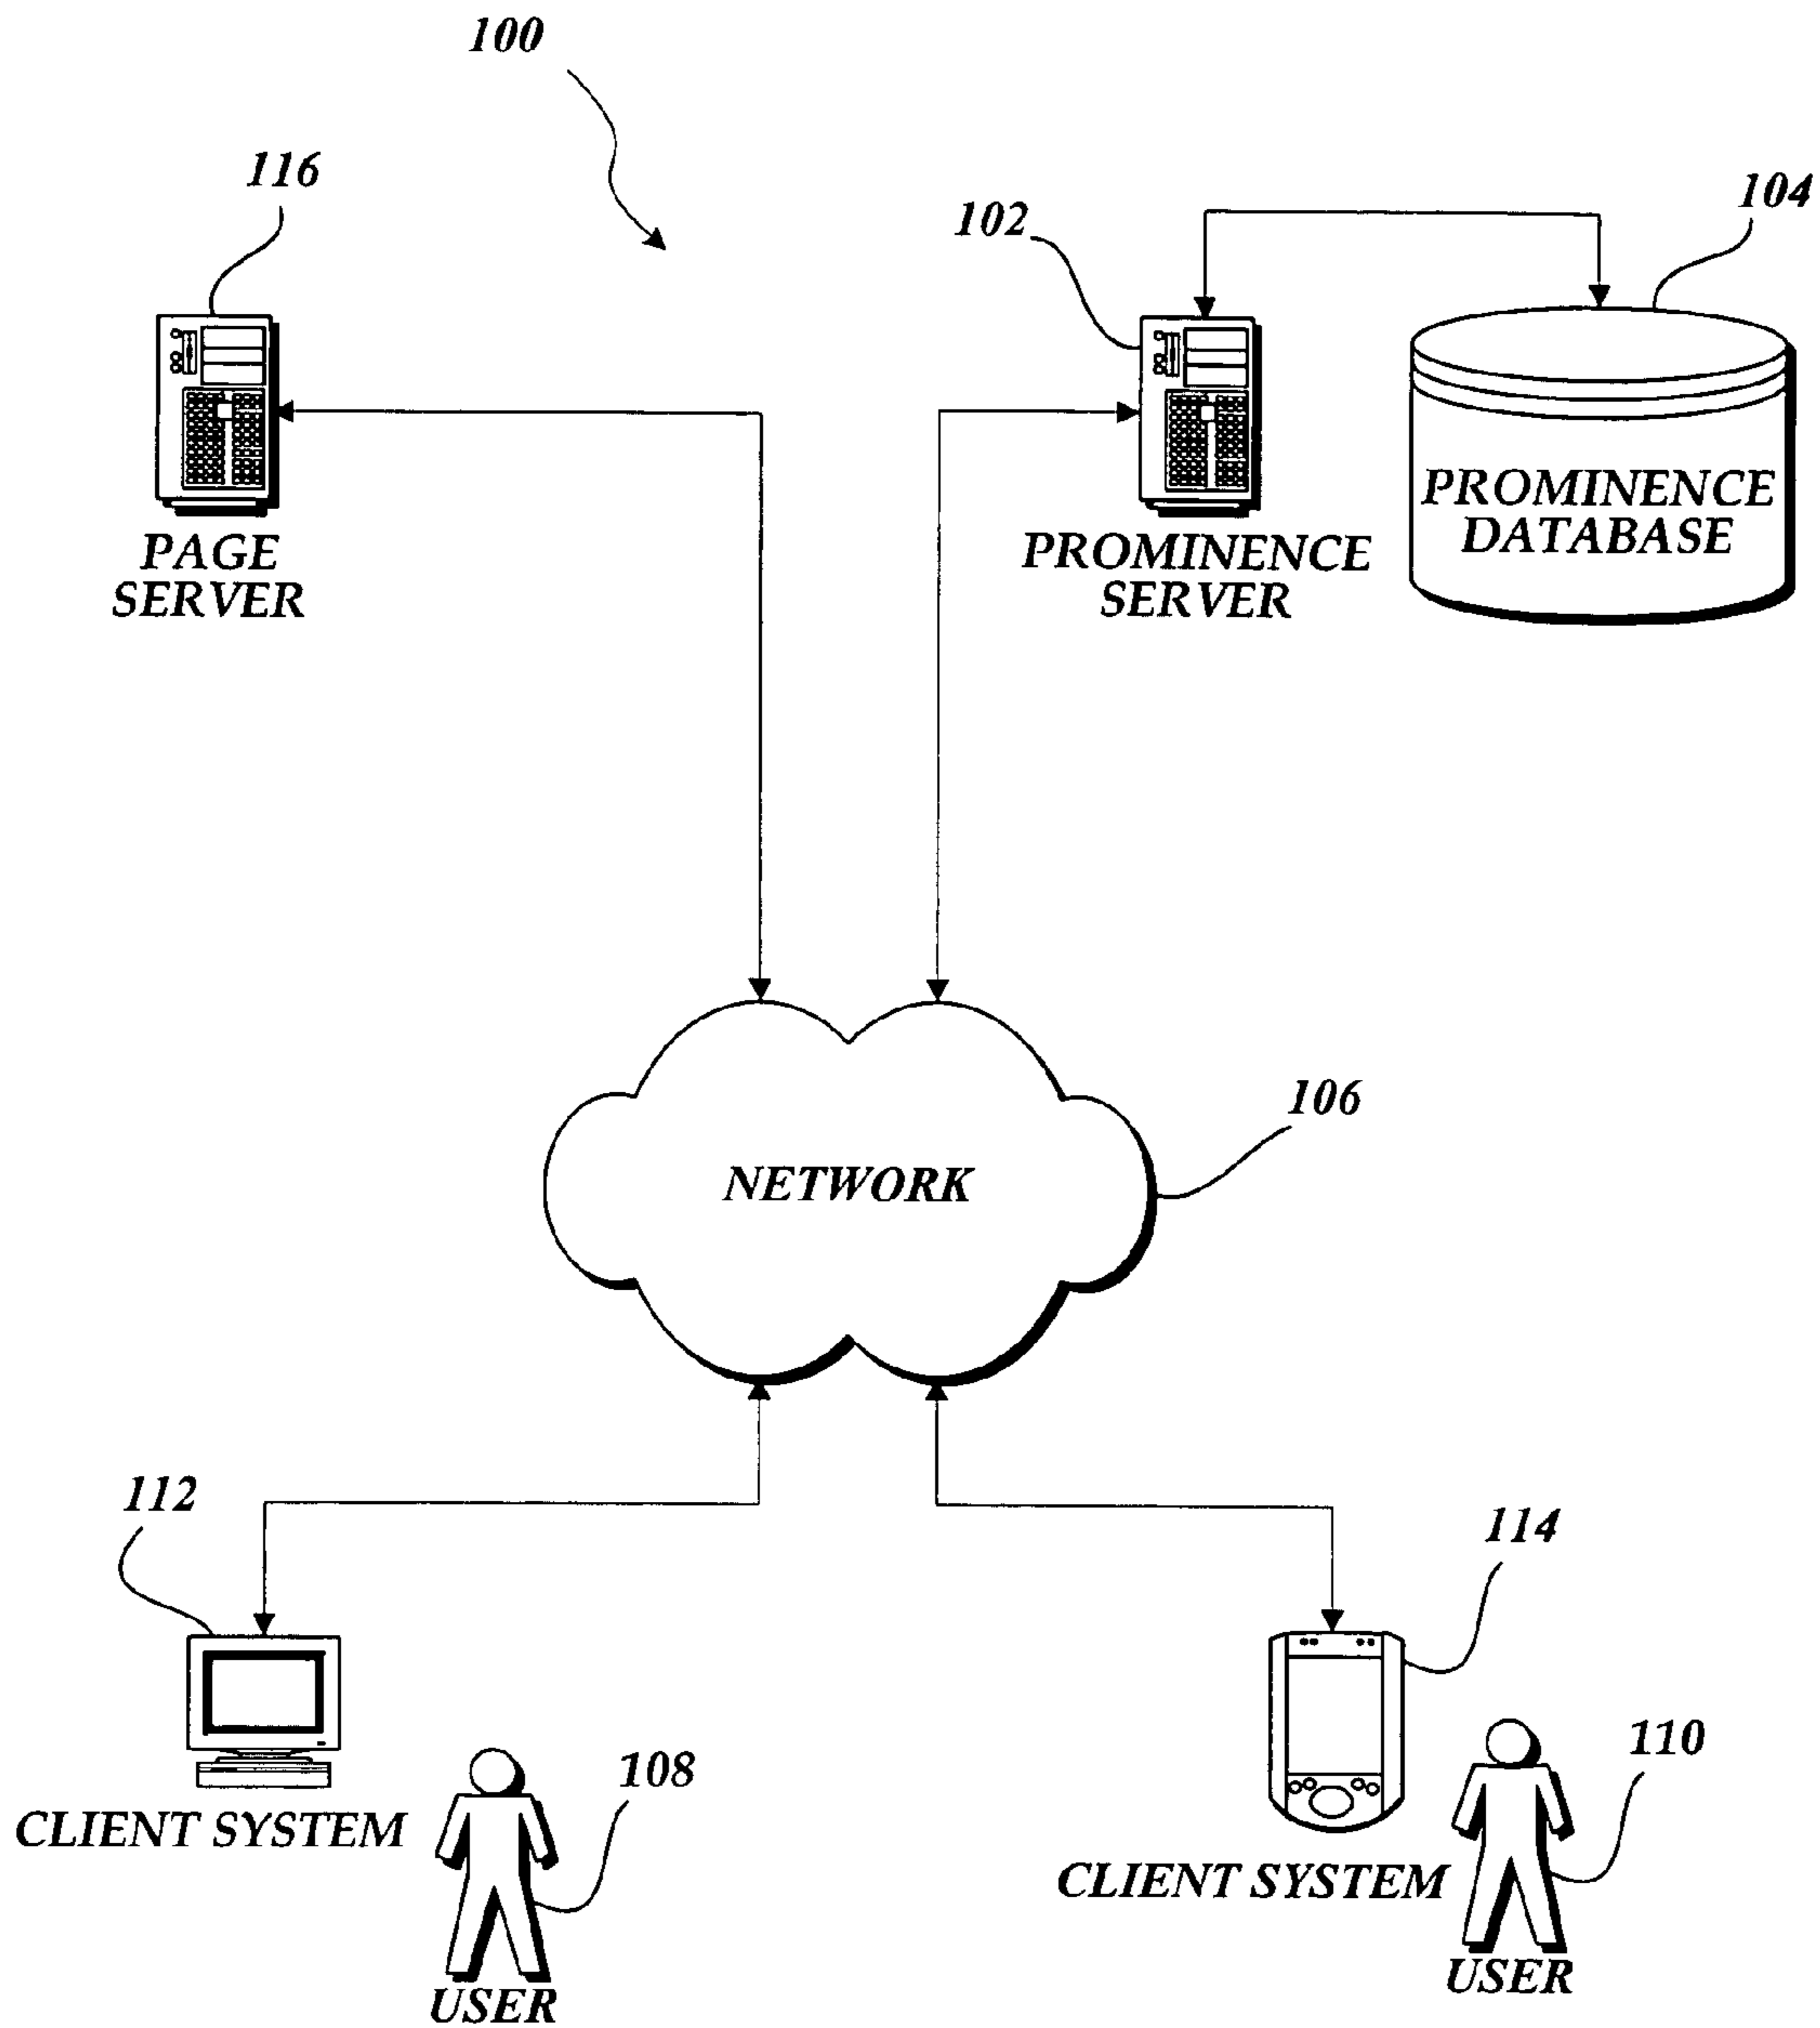 100
116
102
104
PAGE
SERVER
PROMINENCE
SERVER
PROMINENCE
DATABASE
106
NETWORK
112
114
108
110
CLIENT SYSTEM
CLIENT SYSTEM
USER
USER